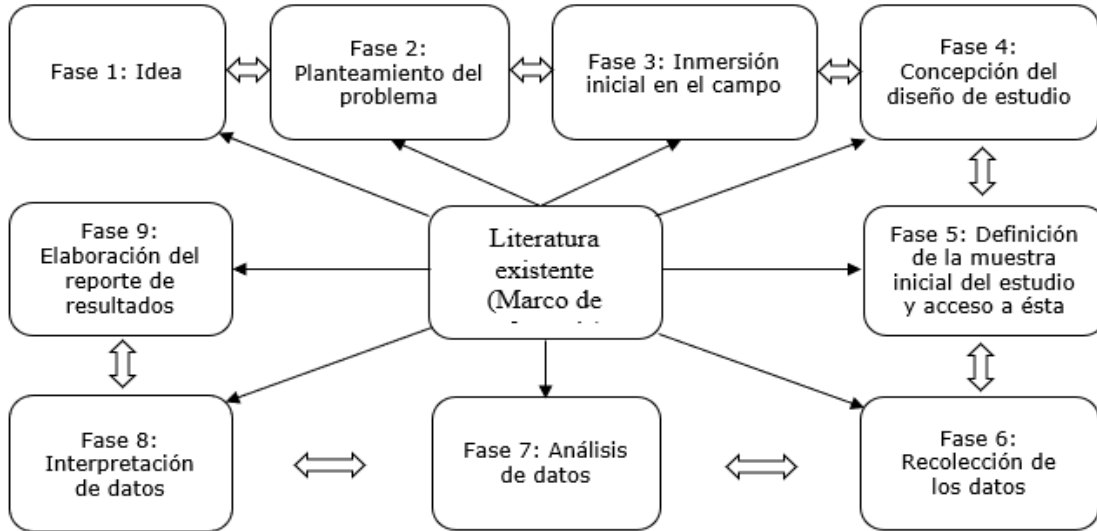 Fase 1: Idea
Fase 2:
Planteamiento del
problema
Fase 3: Inmersión
inicial en el campo
Fase 4:
Concepción del
diseño de estudio
Fase 9:
Elaboración del
reporte de
resultados
Literatura
existente
(Marco de
Fase 5: Definición
de la muestra
inicial del estudio
y acceso a ésta
Fase 8:
Interpretación
de datos
Fase 7: Análisis
de datos
Fase 6:
Recolección de
los datos